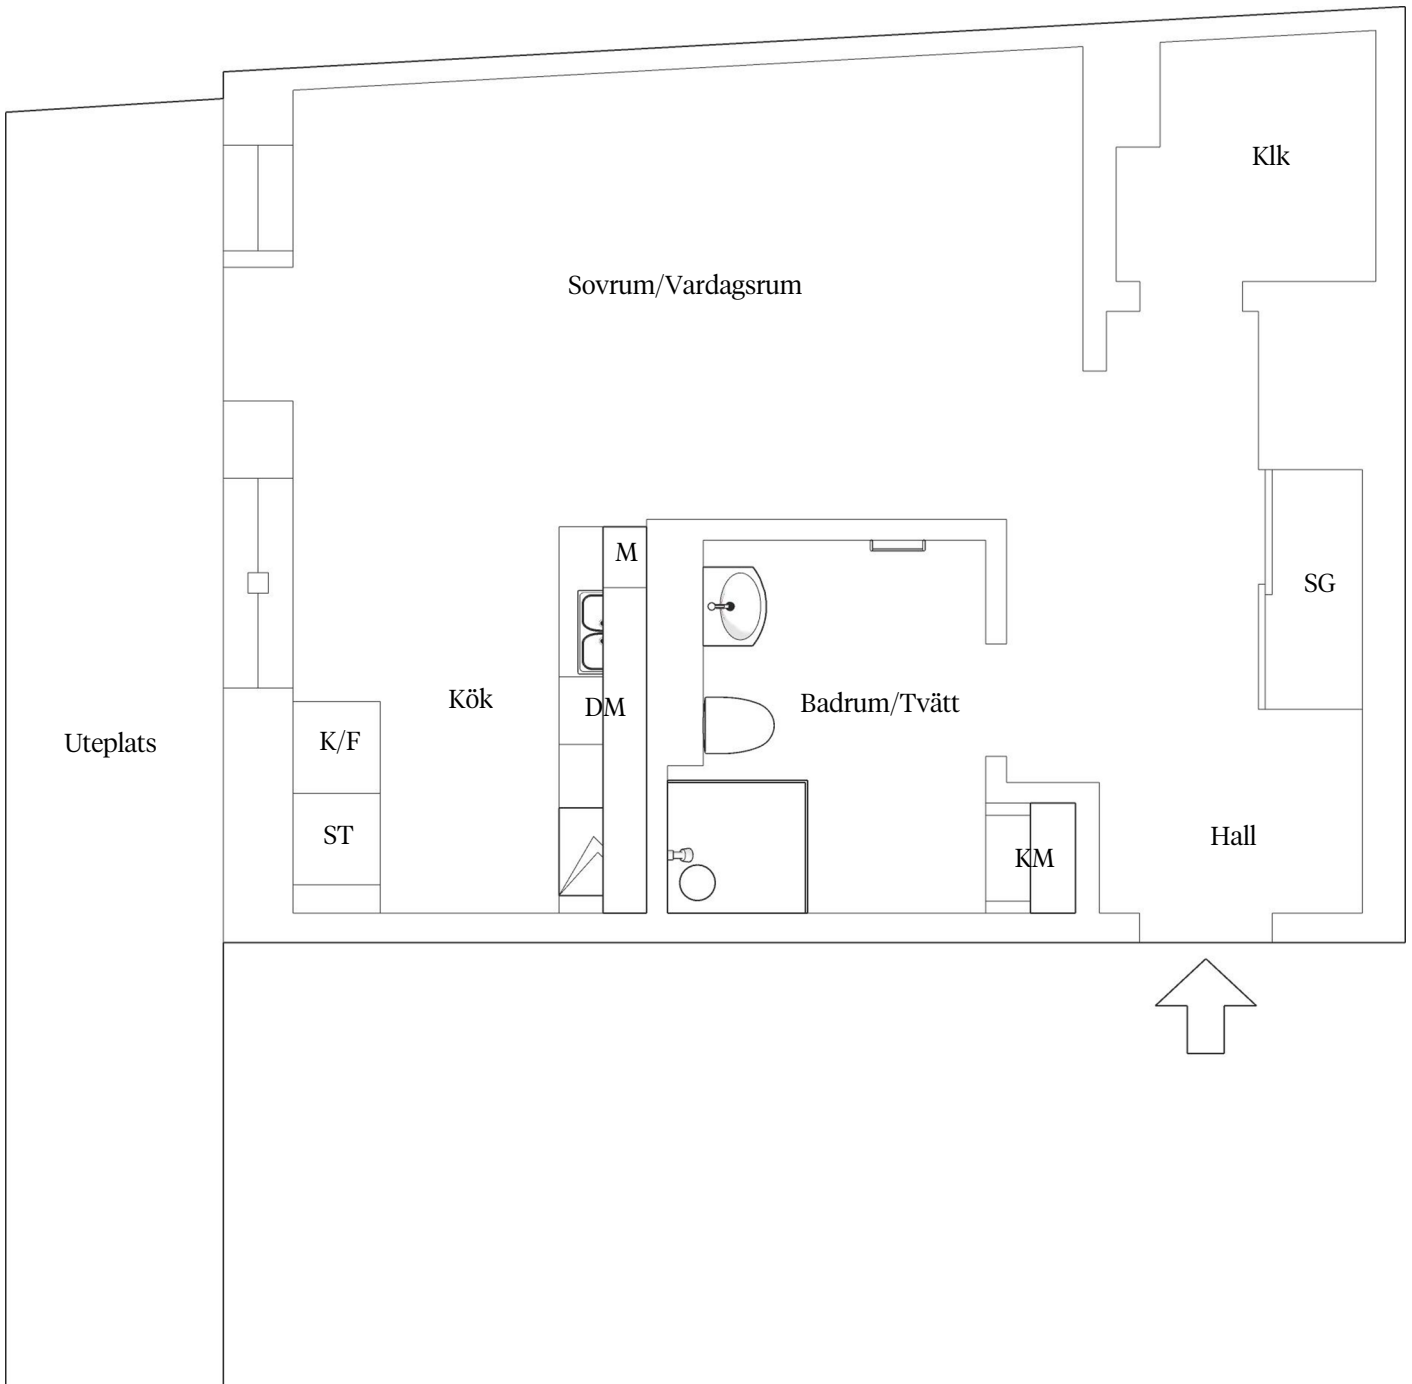 Klk
Sovrum/Vardagsrum
M
SG
Kök
DM
Badrum/Tvätt
Uteplats
K/F
ST
Hall
KM